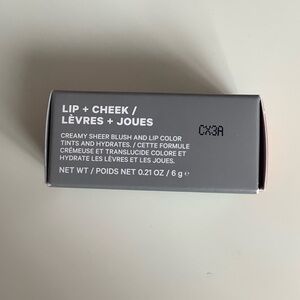 LIP + CHEEK /
LÈVRES + JOUES
CX3A
CREAMY SHEER BLUSH AND LIP COLOR
TINTS AND HYDRATES. / CETTE FORMULE
CRÉMEUSE ET TRANSLUCIDE COLORE ET
HYDRATE LES LÈVRES ET LES JOUES.
NET WT / POIDS NET 0.21 OZ / 6 g ℮